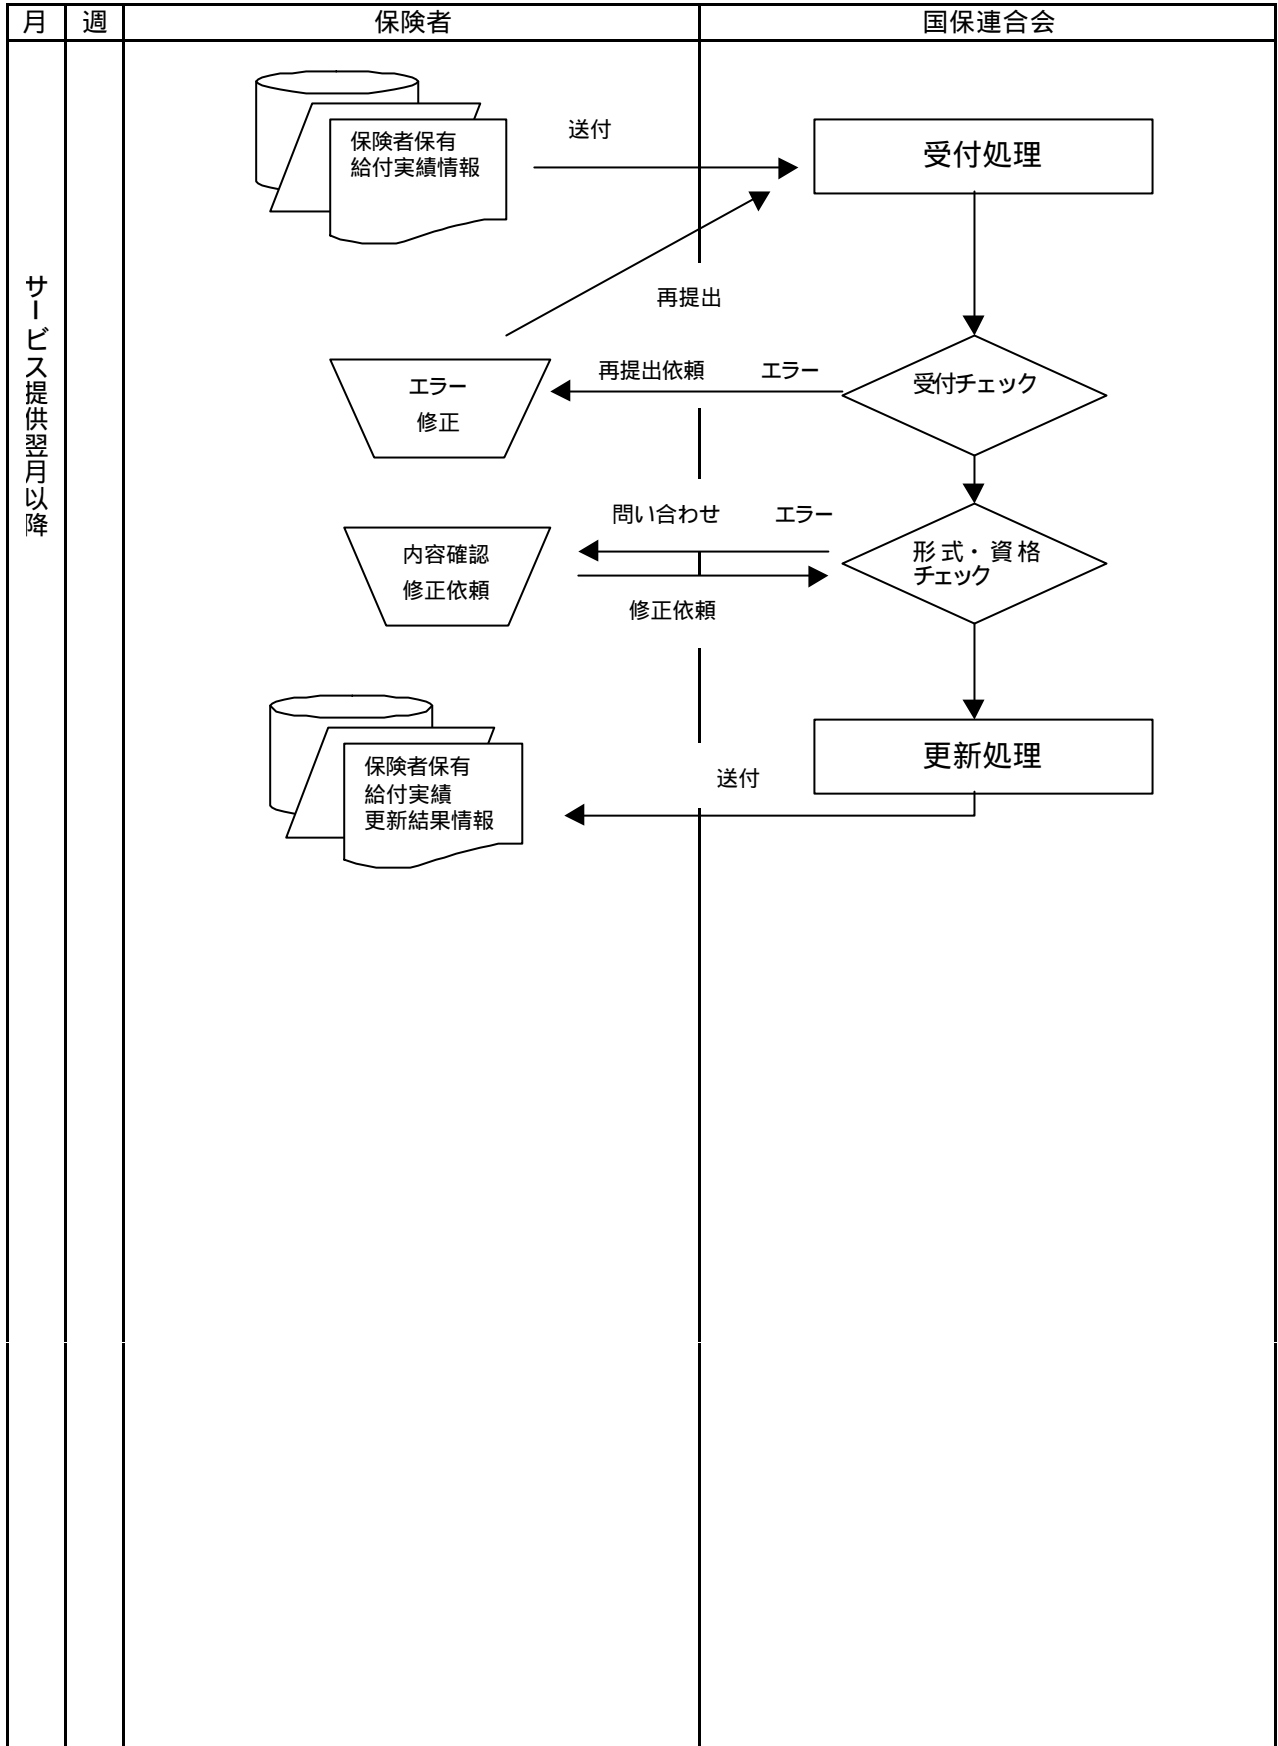 月
週
保険者
国保連合会
サービス提供翌月以降
保険者保有
給付実績情報
送付
受付処理
再提出
エラー
修正
再提出依頼
エラー
受付チェック
内容確認
修正依頼
問い合わせ
エラー
修正依頼
形式・資格
チェック
保険者保有
給付実績
更新結果情報
送付
更新処理